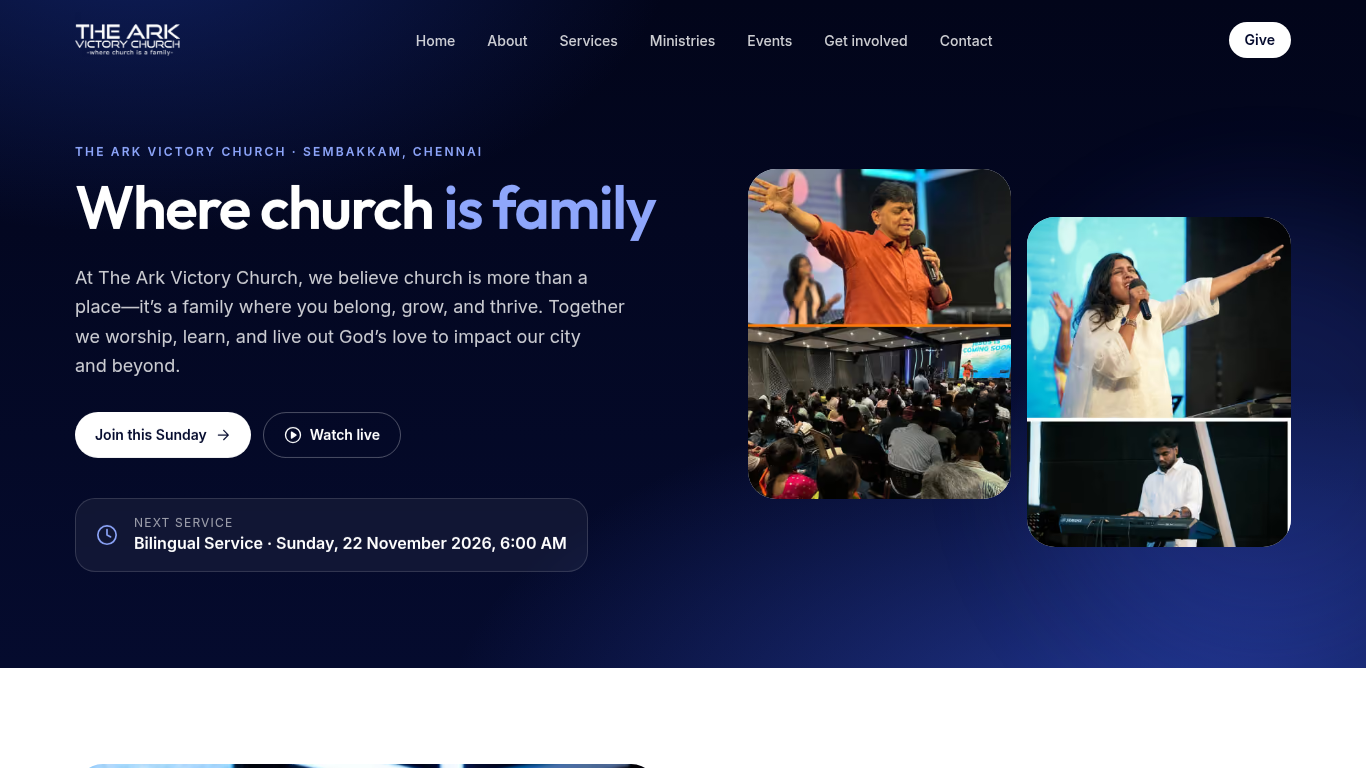 THE ARK
VICTORY CHURCH
-where church is a family-
Home
About
Services
Ministries
Events
Get involved
Contact
Give
THE ARK VICTORY CHURCH · SEMBAKKAM, CHENNAI
Where church is family
At The Ark Victory Church, we believe church is more than a
place—it’s a family where you belong, grow, and thrive. Together
we worship, learn, and live out God’s love to impact our city
and beyond.
Join this Sunday →
Watch live
NEXT SERVICE
Bilingual Service · Sunday, 22 November 2026, 6:00 AM
COMING SOON
YAMAHA